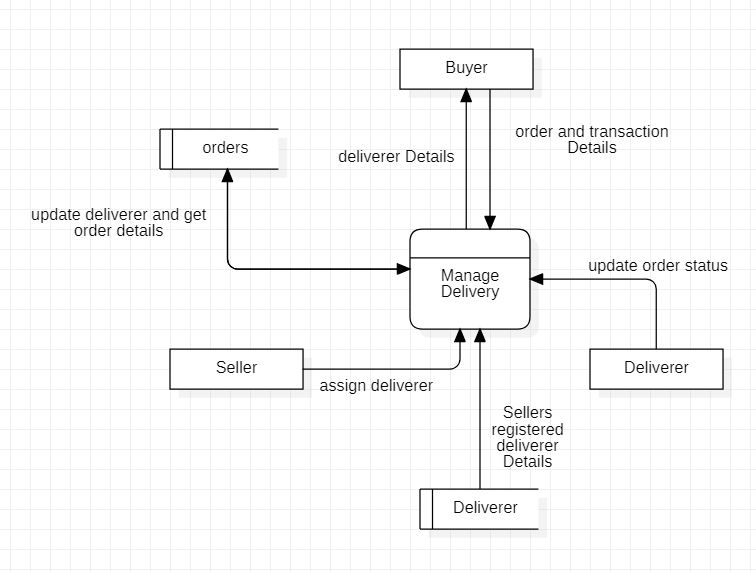 Buyer
order and transaction
Details
orders
deliverer Details
update deliverer and get
order details
Manage
Delivery
update order status
Seller
assign deliverer
Deliverer
Sellers
registered
deliverer
Details
Deliverer